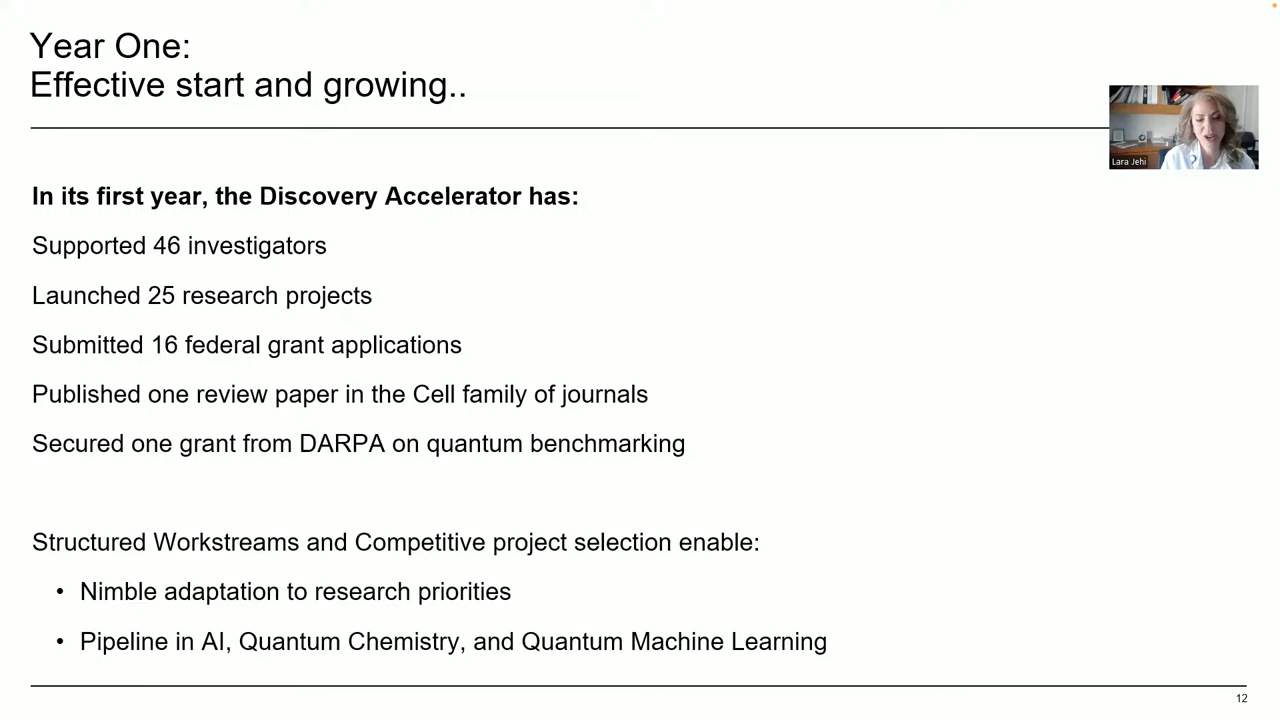 Year One:
Effective start and growing..
Lara Jehi
In its first year, the Discovery Accelerator has:
Supported 46 investigators
Launched 25 research projects
Submitted 16 federal grant applications
Published one review paper in the Cell family of journals
Secured one grant from DARPA on quantum benchmarking
Structured Workstreams and Competitive project selection enable:
• Nimble adaptation to research priorities
• Pipeline in AI, Quantum Chemistry, and Quantum Machine Learning
12